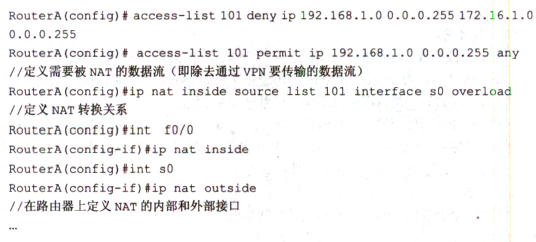 RouterA(config)# access-list 101 deny ip 192.168.1.0 0.0.0.255 172.16.1.0
0.0.0.255
RouterA(config)# access-list 101 permit ip 192.168.1.0 0.0.0.255 any
//定义需要被 NAT 的数据流（即除去通过 VPN 要传输的数据流）
RouterA(config)#ip nat inside source list 101 interface s0 overload
//定义 NAT 转换关系
RouterA(config)#int f0/0
RouterA(config-if)#ip nat inside
RouterA(config)#int s0
RouterA(config-if)#ip nat outside
//在路由器上定义 NAT 的内部和外部接口
…